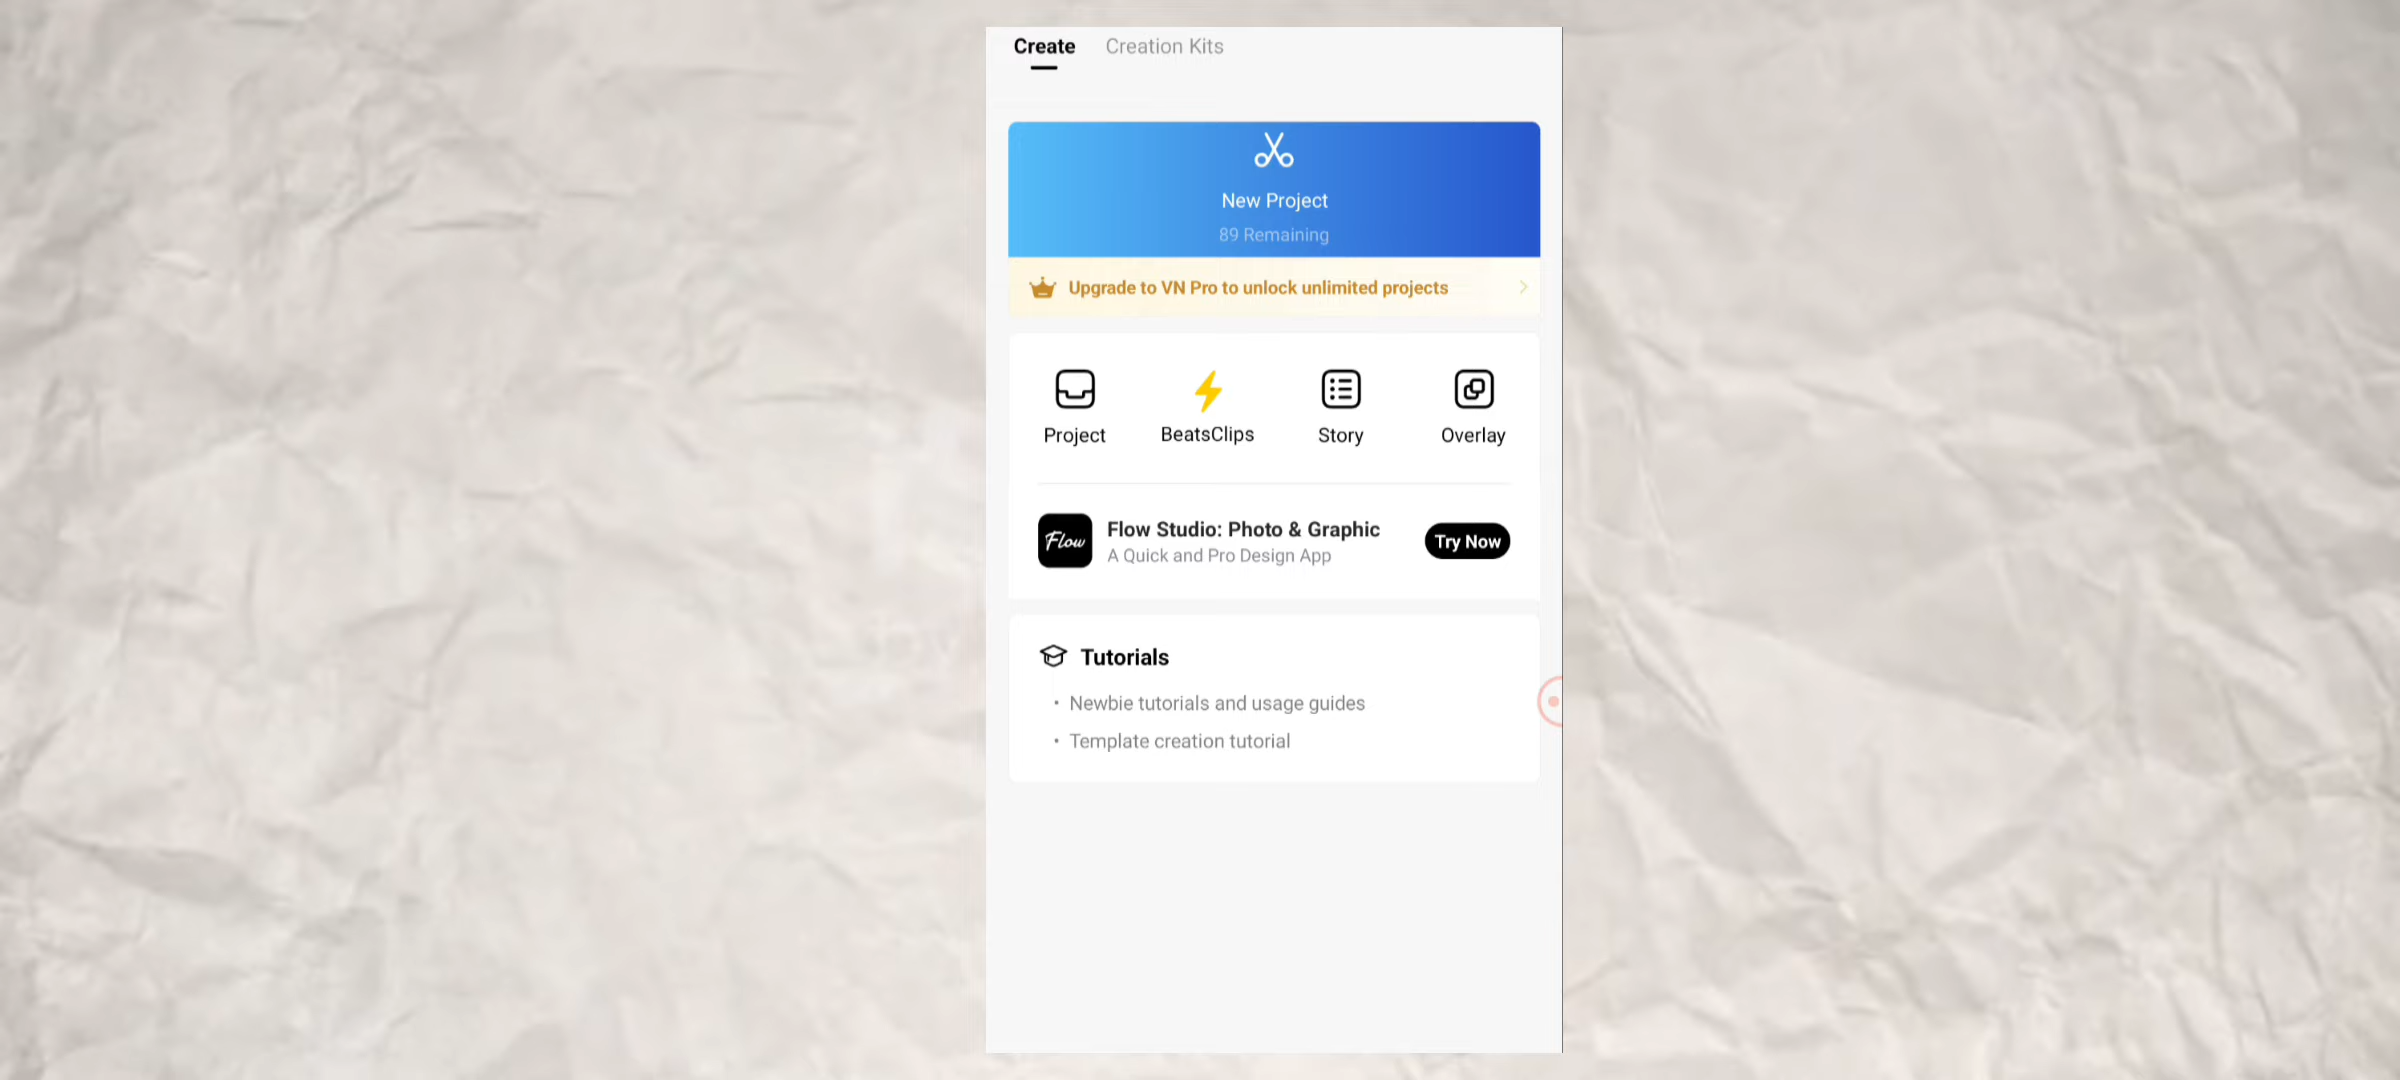 Create Creation Kits
New Project
89 Remaining
Upgrade to VN Pro to unlock unlimited projects
Project BeatsClips Story Overlay
Flow
Flow Studio: Photo & Graphic
A Quick and Pro Design App
Try Now
Tutorials
• Newbie tutorials and usage guides
• Template creation tutorial